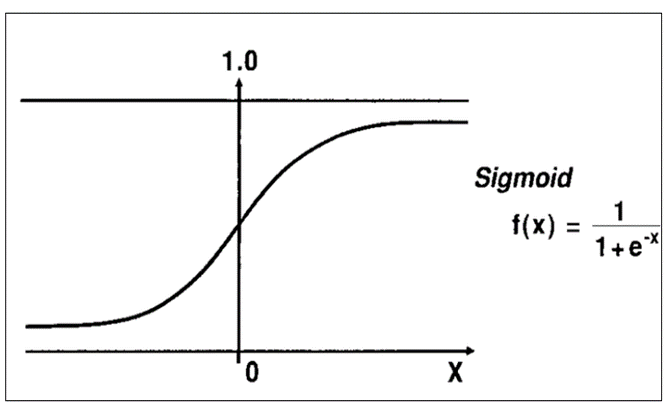 1.0
Sigmoid
f(x) = 1
1+e-x
0
X